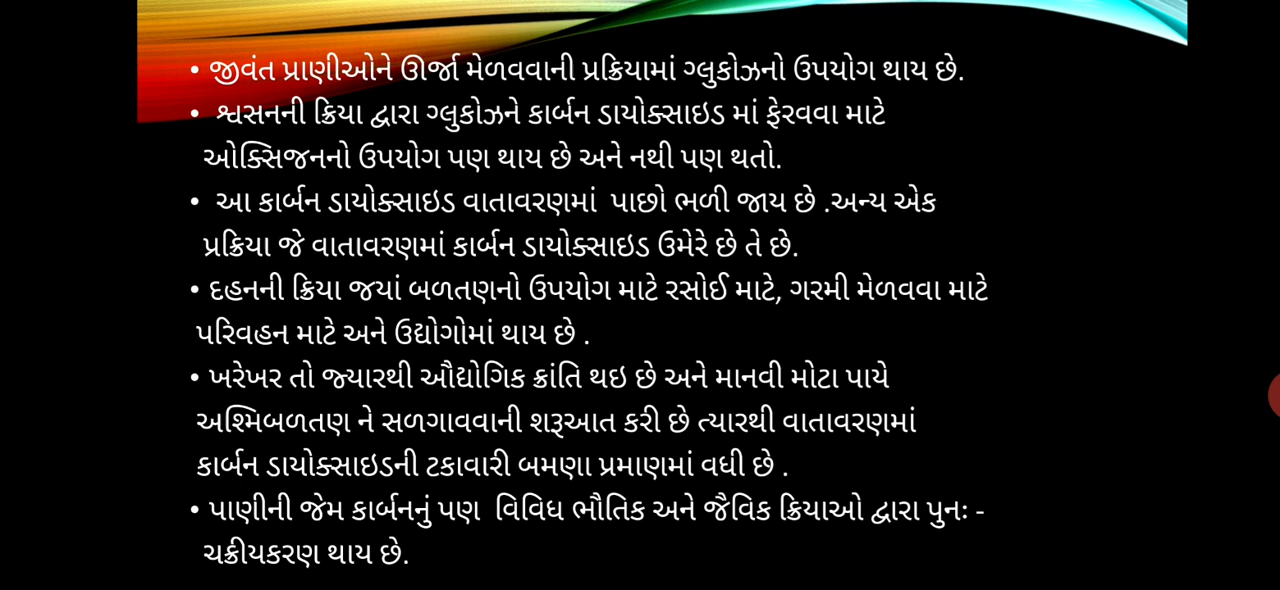 • જીવંત પ્રાણીઓને ઊર્જા મેળવવાની પ્રક્રિયામાં ગ્લુકોઝનો ઉપયોગ થાય છે.
• શ્વસનની ક્રિયા દ્વારા ગ્લુકોઝને કાર્બન ડાયોક્સાઇડ માં ફેરવવા માટે
ઓક્સિજનનો ઉપયોગ પણ થાય છે અને નથી પણ થતો.
• આ કાર્બન ડાયોક્સાઇડ વાતાવરણમાં પાછો ભળી જાય છે .અન્ય એક
પ્રક્રિયા જે વાતાવરણમાં કાર્બન ડાયોક્સાઇડ ઉમેરે છે તે છે.
• દહનની ક્રિયા જયાં બળતણનો ઉપયોગ માટે રસોઈ માટે, ગરમી મેળવવા માટે
પરિવહન માટે અને ઉદ્યોગોમાં થાય છે .
• ખરેખર તો જ્યારથી ઔદ્યોગિક ક્રાંતિ થઇ છે અને માનવી મોટા પાયે
અશ્મિબળતણ ને સળગાવવાની શરૂઆત કરી છે ત્યારથી વાતાવરણમાં
કાર્બન ડાયોક્સાઇડની ટકાવારી બમણા પ્રમાણમાં વધી છે .
• પાણીની જેમ કાર્બનનું પણ વિવિધ ભૌતિક અને જૈવિક ક્રિયાઓ દ્વારા પુનઃ -
ચક્રીયકરણ થાય છે.